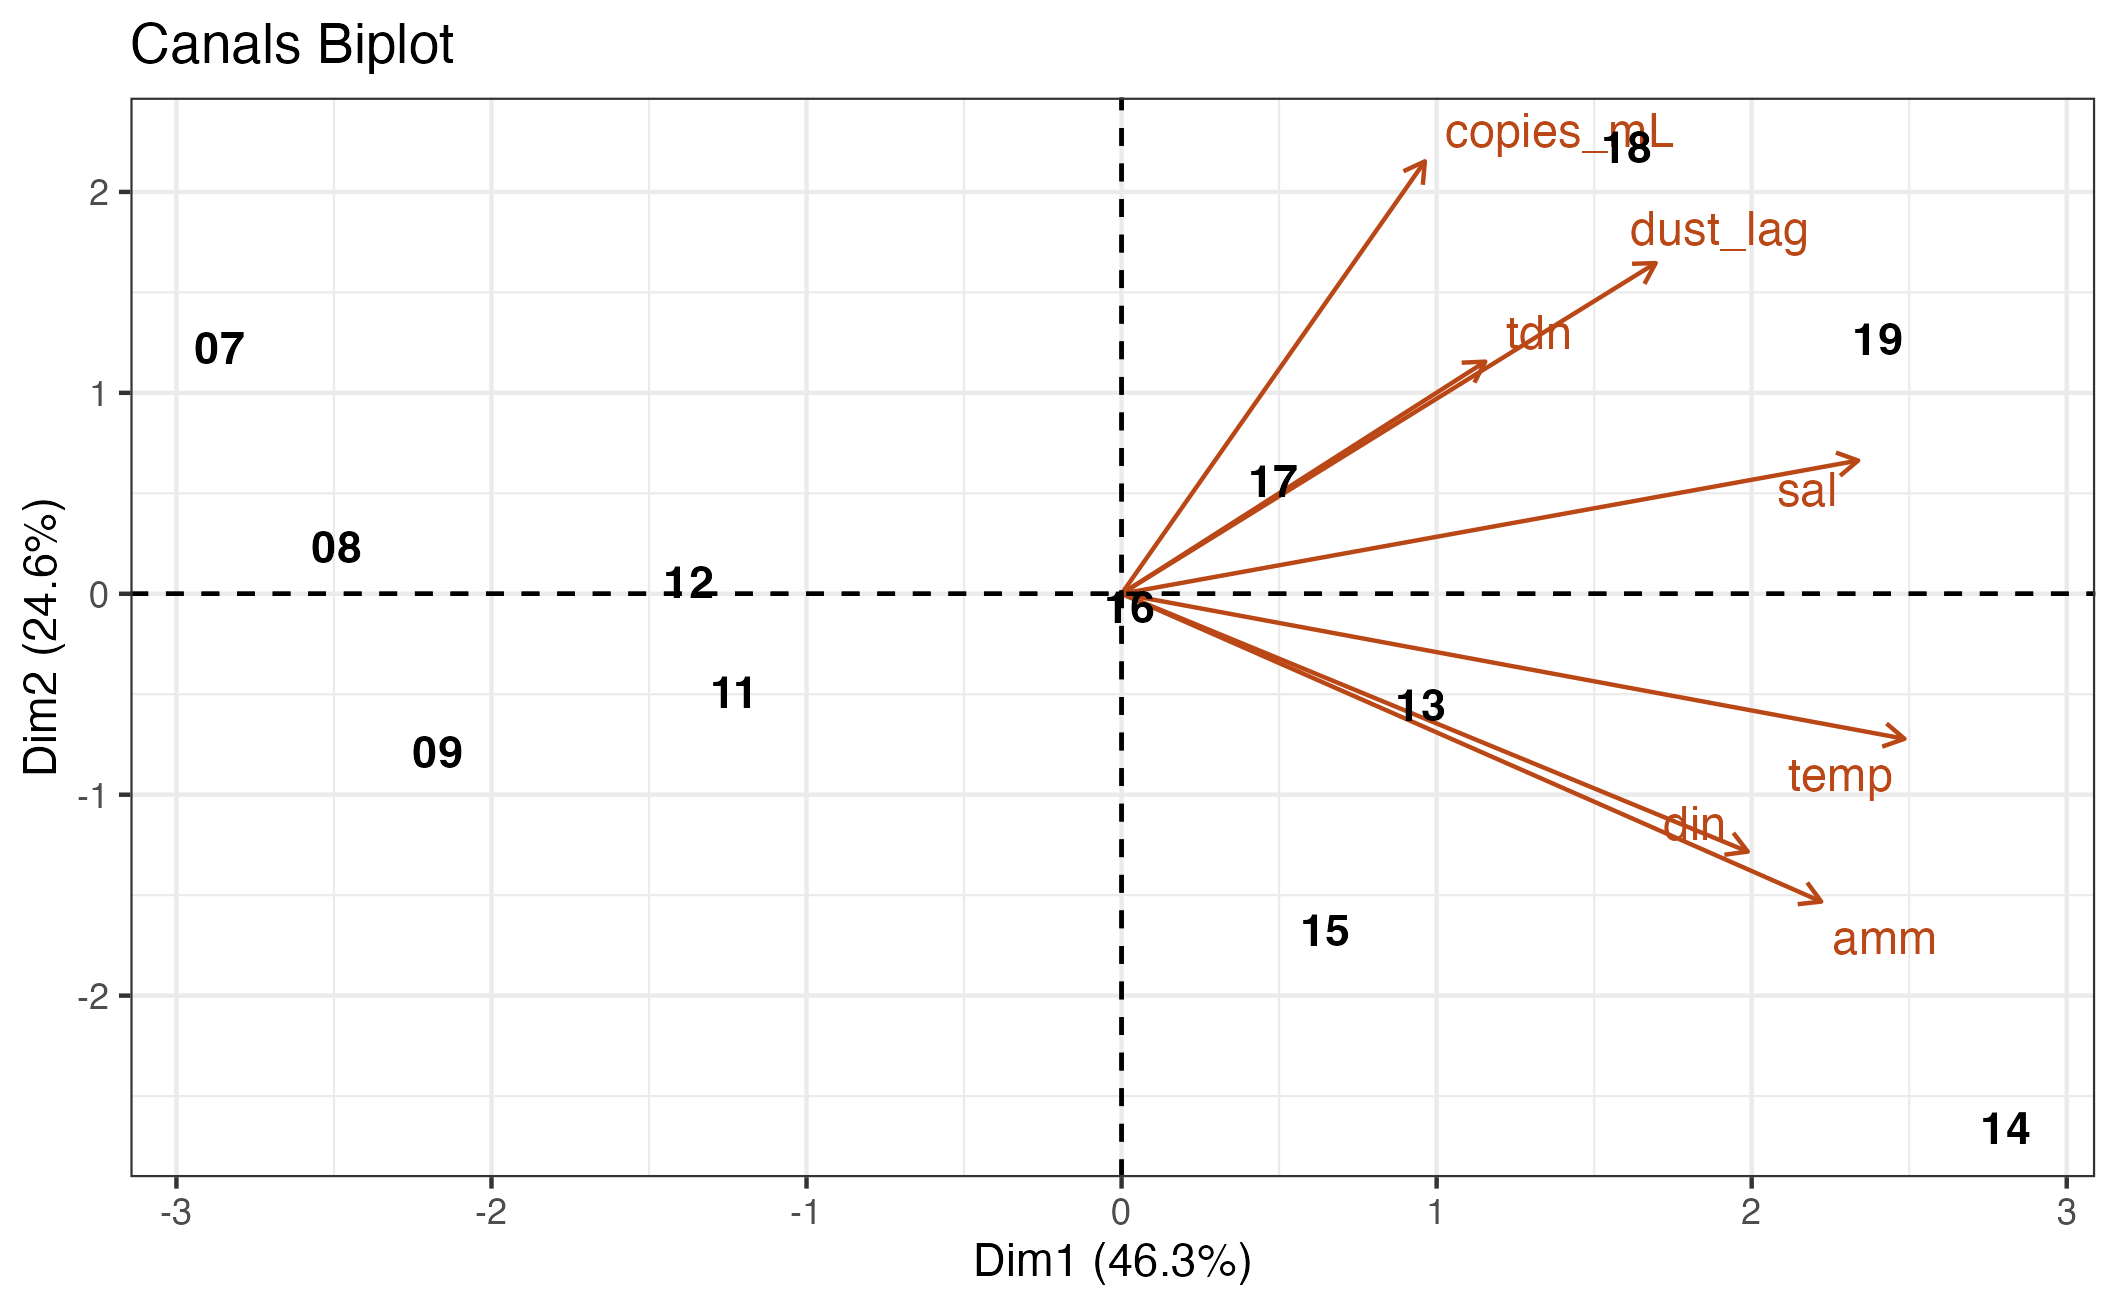 Canals Biplot
copies_mL
18
dust_lag
2
tdn
19
07
1
17
sal
08
12
0
16
11
13
09
temp
-1
din
15
amm
-2
14
-3
-2
-1
0
1
2
3
Dim1 (46.3%)
Dim2 (24.6%)